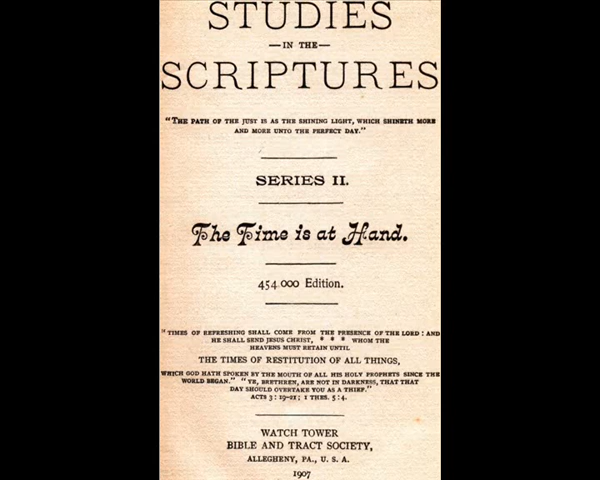 STUDIES
—IN THE—
SCRIPTURES
"THE PATH OF THE JUST IS AS THE SHINING LIGHT, WHICH SHINETH MORE
AND MORE UNTO THE PERFECT DAY."
SERIES II.
The Time is at Hand.
454.000 Edition.
"TIMES OF REFRESHING SHALL COME FROM THE PRESENCE OF THE LORD: AND
HE SHALL SEND JESUS CHRIST, * * * WHOM THE
HEAVENS MUST RETAIN UNTIL
THE TIMES OF RESTITUTION OF ALL THINGS,
WHICH GOD HATH SPOKEN BY THE MOUTH OF ALL HIS HOLY PROPHETS SINCE THE
WORLD BEGAN." "YE, BRETHREN, ARE NOT IN DARKNESS, THAT THAT
DAY SHOULD OVERTAKE YOU AS A THIEF."
ACTS 3: 19-21; 1 THES. 5:4.
WATCH TOWER
BIBLE AND TRACT SOCIETY,
ALLEGHENY, PA., U. S. A.
1907